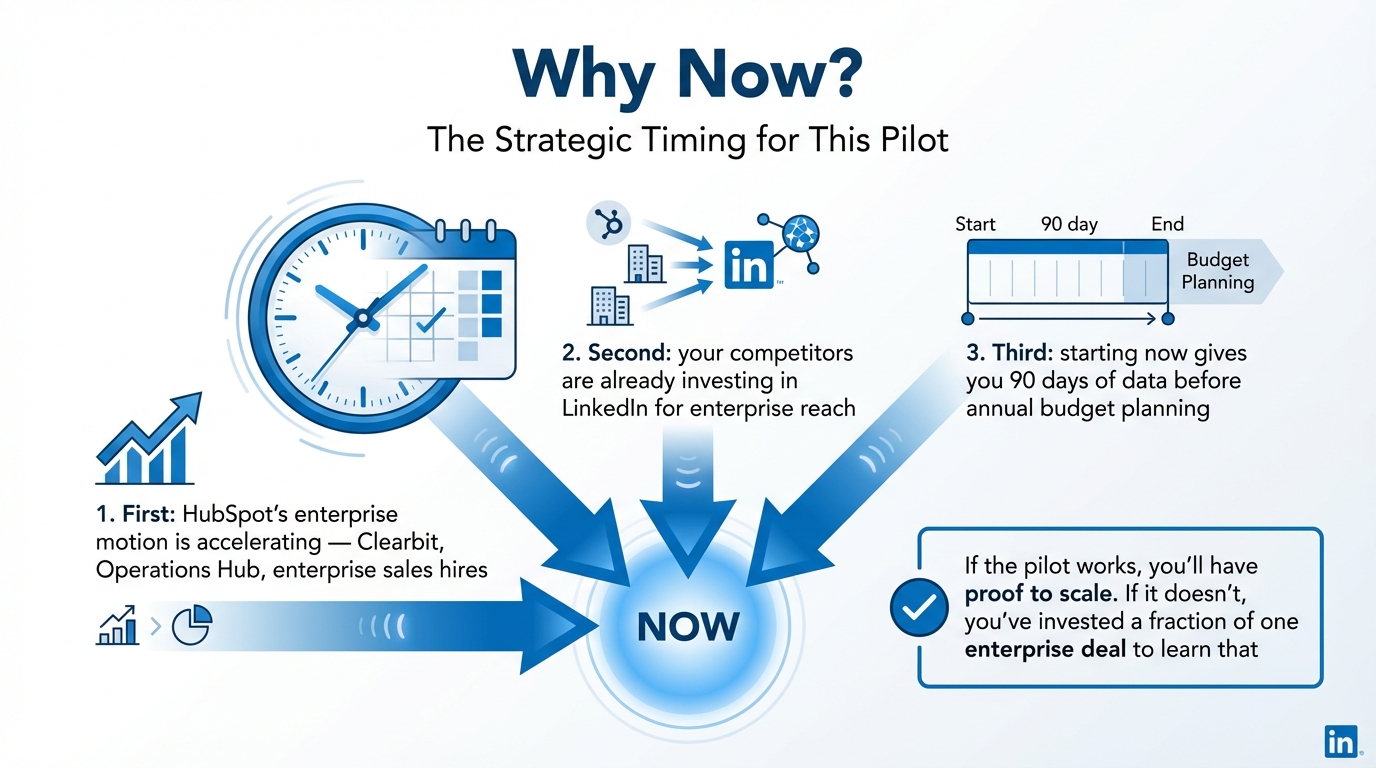 Why Now?
The Strategic Timing for This Pilot
1. First: HubSpot's enterprise
motion is accelerating — Clearbit,
Operations Hub, enterprise sales hires
in
2. Second: your competitors
are already investing in
LinkedIn for enterprise reach
Start 90 day End
Budget
Planning
3. Third: starting now gives
you 90 days of data before
annual budget planning
NOW
If the pilot works, you'll have
proof to scale. If it doesn't,
you've invested a fraction of one
enterprise deal to learn that
in